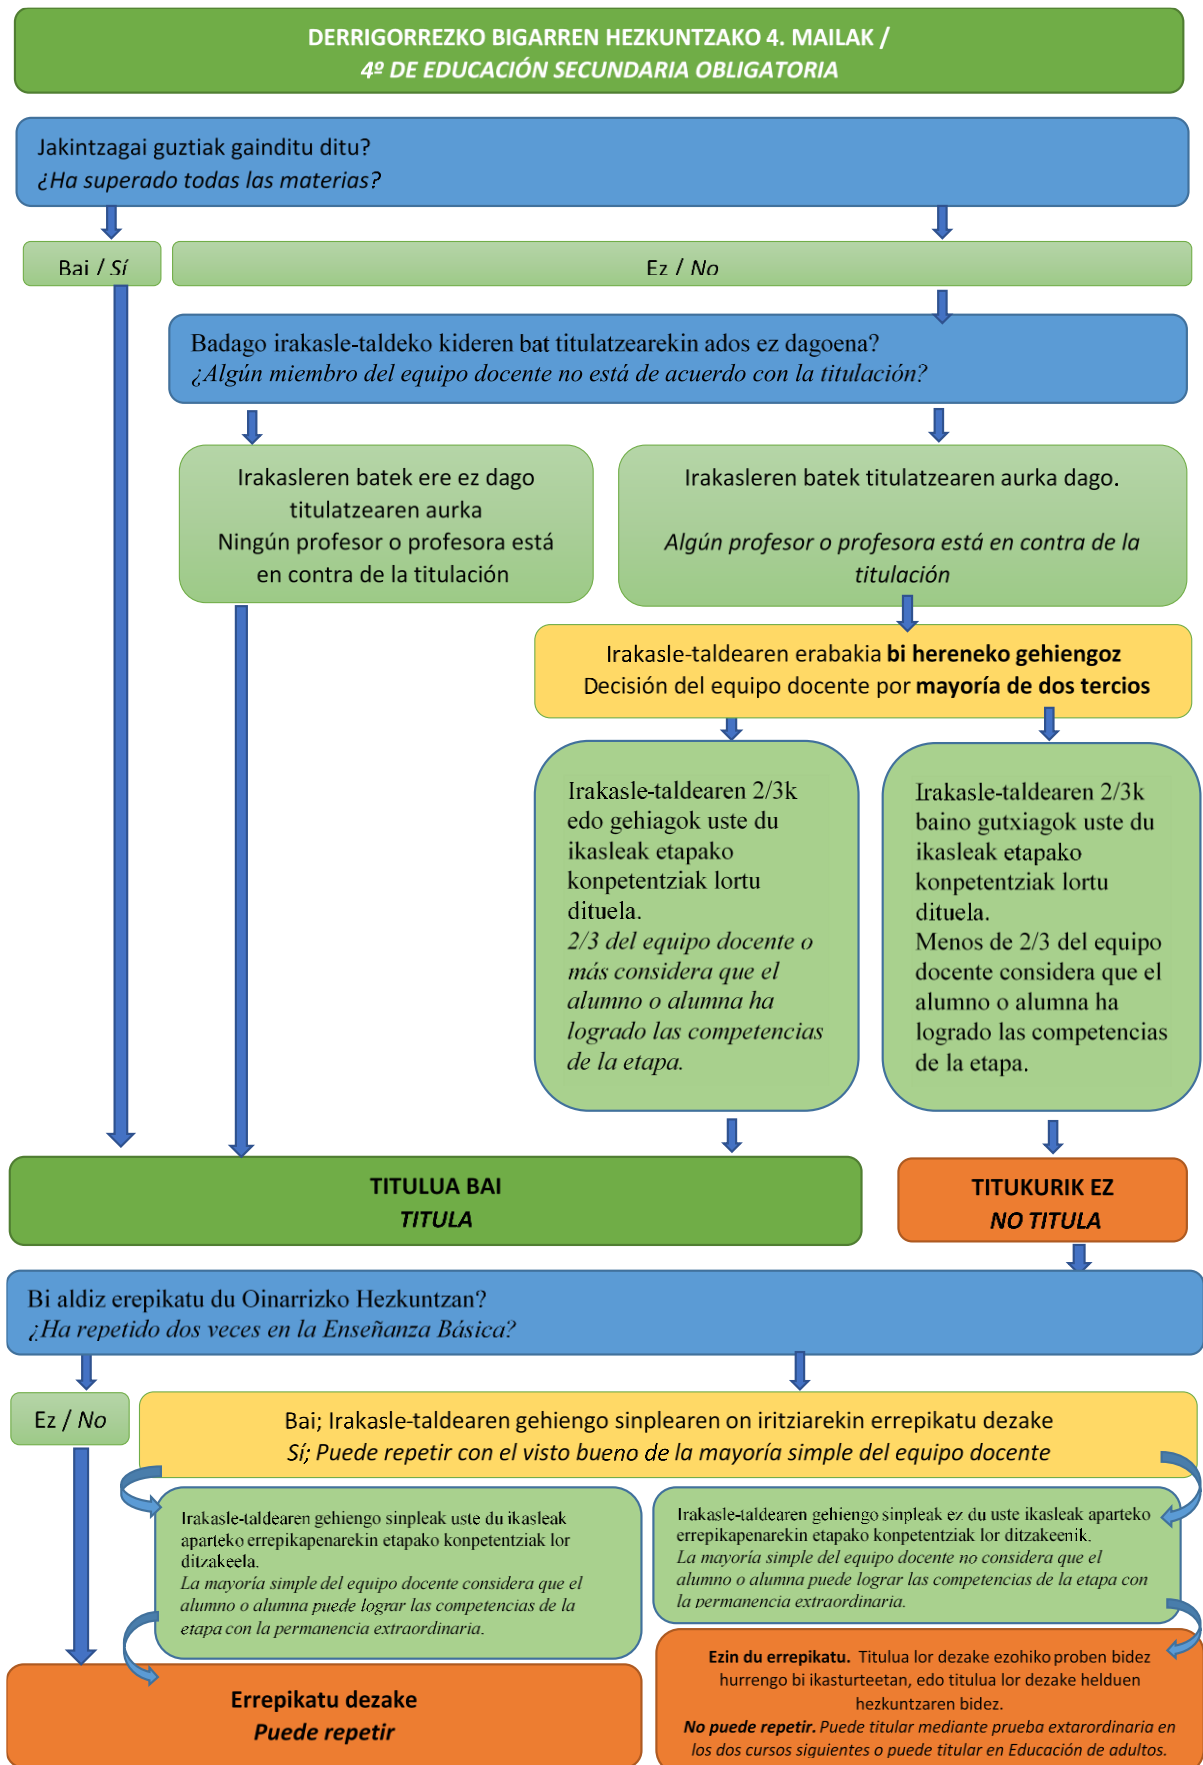 DERRIGORREZKO BIGARREN HEZKUNTZAKO 4. MAILAK /
4º DE EDUCACIÓN SECUNDARIA OBLIGATORIA
Jakintzagai guztiak gainditu ditu?
¿Ha superado todas las materias?
Bai / Sí
Ez / No
Badago irakasle-taldeko kideren bat titulatzearekin ados ez dagoena?
¿Algún miembro del equipo docente no está de acuerdo con la titulación?
Irakasleren batek ere ez dago
titulatzearen aurka
Ningún profesor o profesora está
en contra de la titulación
Irakasleren batek titulatzearen aurka dago.
Algún profesor o profesora está en contra de la
titulación
Irakasle-taldearen erabakia bi hereneko gehiengoz
Decisión del equipo docente por mayoría de dos tercios
Irakasle-taldearen 2/3k
edo gehiagok uste du
ikasleak etapako
konpetentziak lortu
dituela.
2/3 del equipo docente o
más considera que el
alumno o alumna ha
logrado las competencias
de la etapa.
Irakasle-taldearen 2/3k
baino gutxiagok uste du
ikasleak etapako
konpetentziak lortu
dituela.
Menos de 2/3 del equipo
docente considera que el
alumno o alumna ha
logrado las competencias
de la etapa.
TITULUA BAI
TITULA
TITUKURIK EZ
NO TITULA
Bi aldiz erepikatu du Oinarrizko Hezkuntzan?
¿Ha repetido dos veces en la Enseñanza Básica?
Ez / No
Bai; Irakasle-taldearen gehiengo sinplearen on iritziarekin errepikatu dezake
Sí; Puede repetir con el visto bueno de la mayoría simple del equipo docente
Irakasle-taldearen gehiengo sinpleak uste du ikasleak
aparteko errepikapenarekin etapako konpetentziak lor
ditzakeela.
La mayoría simple del equipo docente considera que el
alumno o alumna puede lograr las competencias de la
etapa con la permanencia extraordinaria.
Irakasle-taldearen gehiengo sinpleak ez du uste ikasleak aparteko
errepikapenarekin etapako konpetentziak lor ditzakeenik.
La mayoría simple del equipo docente no considera que el
alumno o alumna puede lograr las competencias de la etapa con
la permanencia extraordinaria.
Errepikatu dezake
Puede repetir
Ezin du errepikatu. Titulua lor dezake ezohiko proben bidez
hurrengo bi ikasturteetan, edo titulua lor dezake helduen
hezkuntzaren bidez.
No puede repetir. Puede titular mediante prueba extarordinaria en
los dos cursos siguientes o puede titular en Educación de adultos.